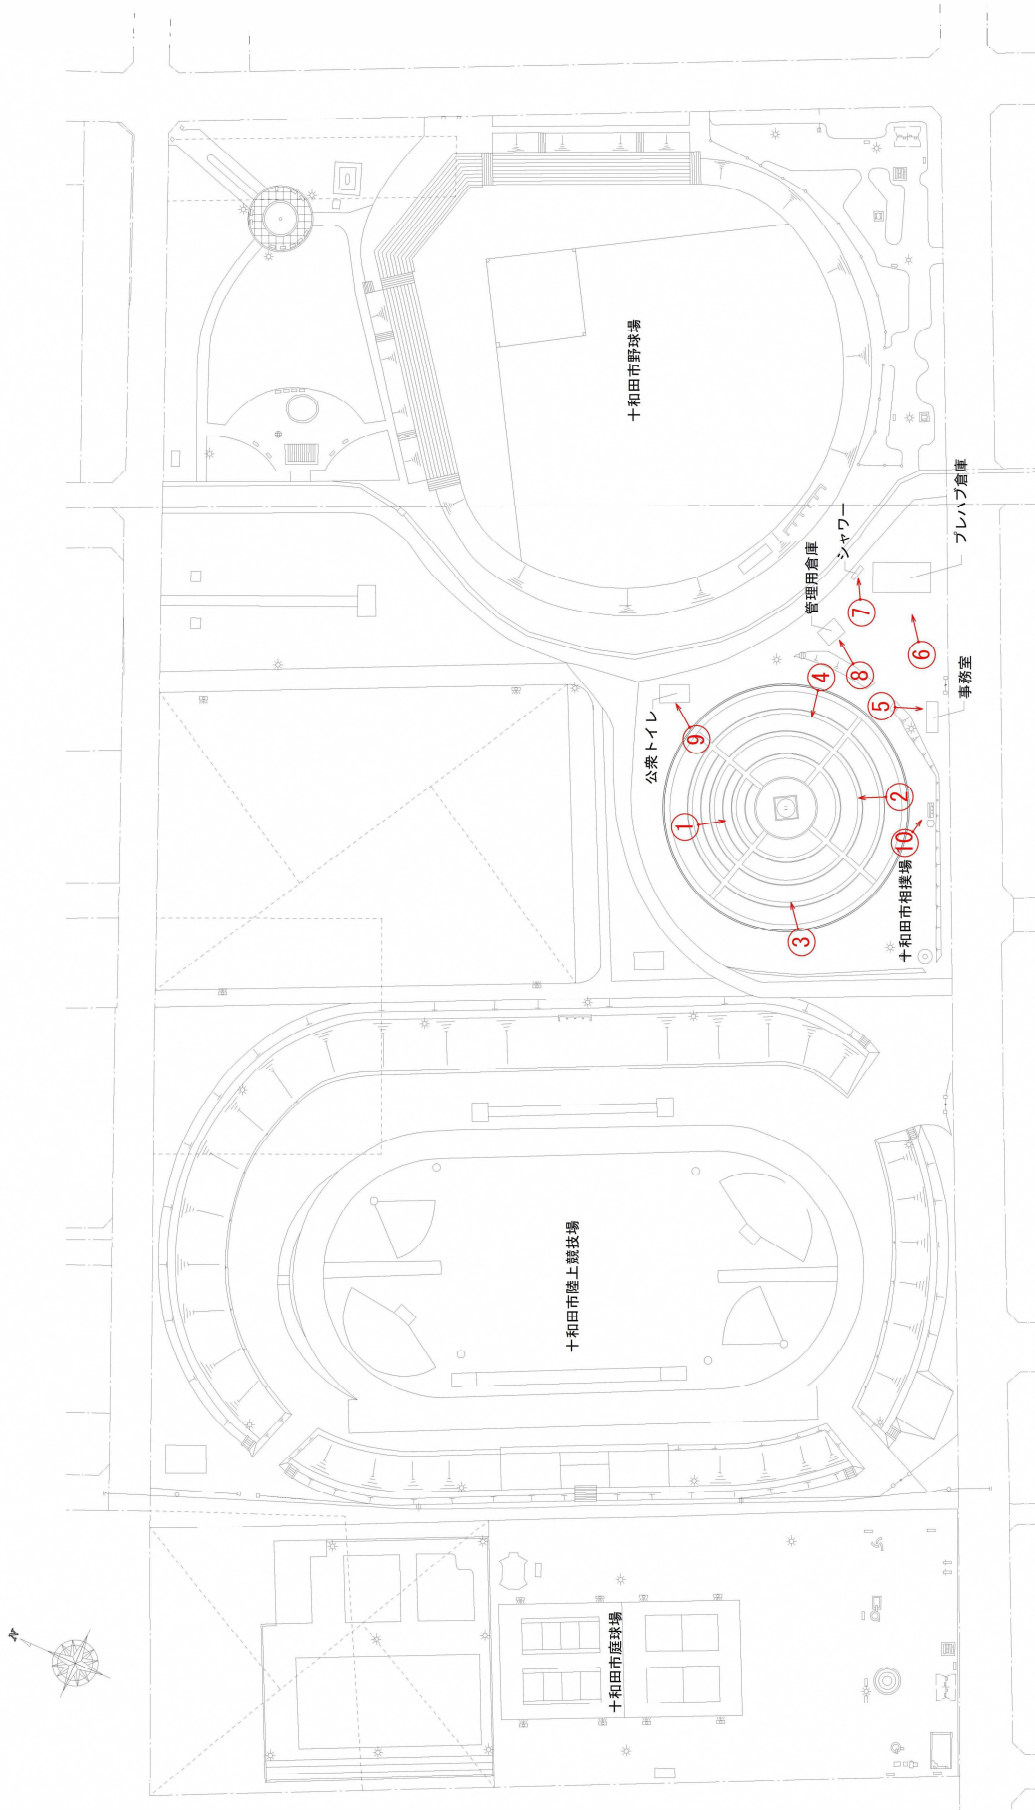 N
十和田市野球場
プレハブ倉庫
シャワー
管理用倉庫
⑦
⑥
⑧
④
事務室
⑤
公衆トイレ
⑨
②
①
⑩
十和田市相撲場
③
十和田市陸上競技場
十和田市庭球場